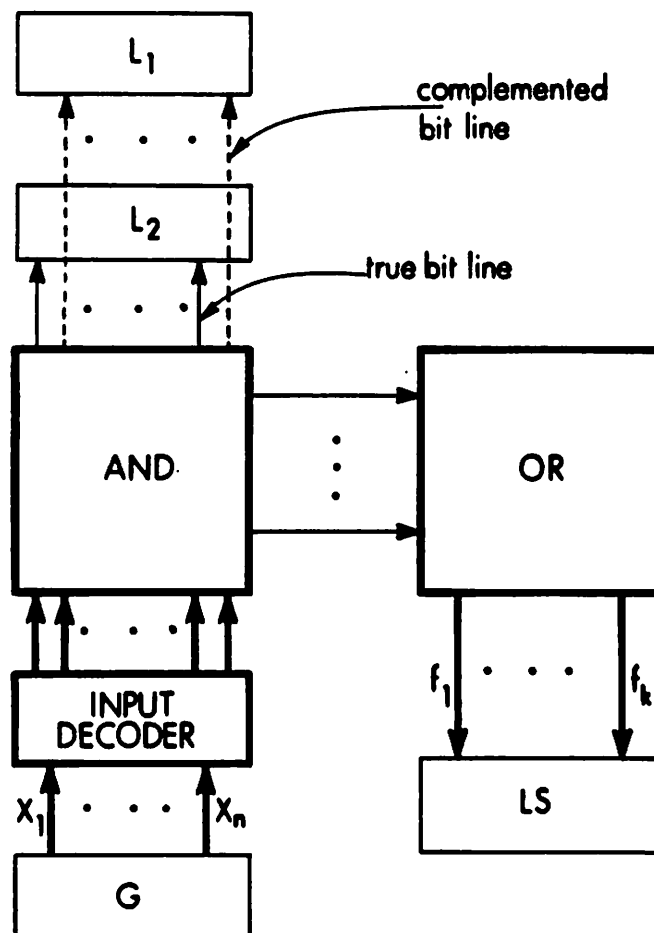 L1
complemented
bit line
L2
true bit line
AND
OR
INPUT
DECODER
f1
fk
X1
Xn
LS
G